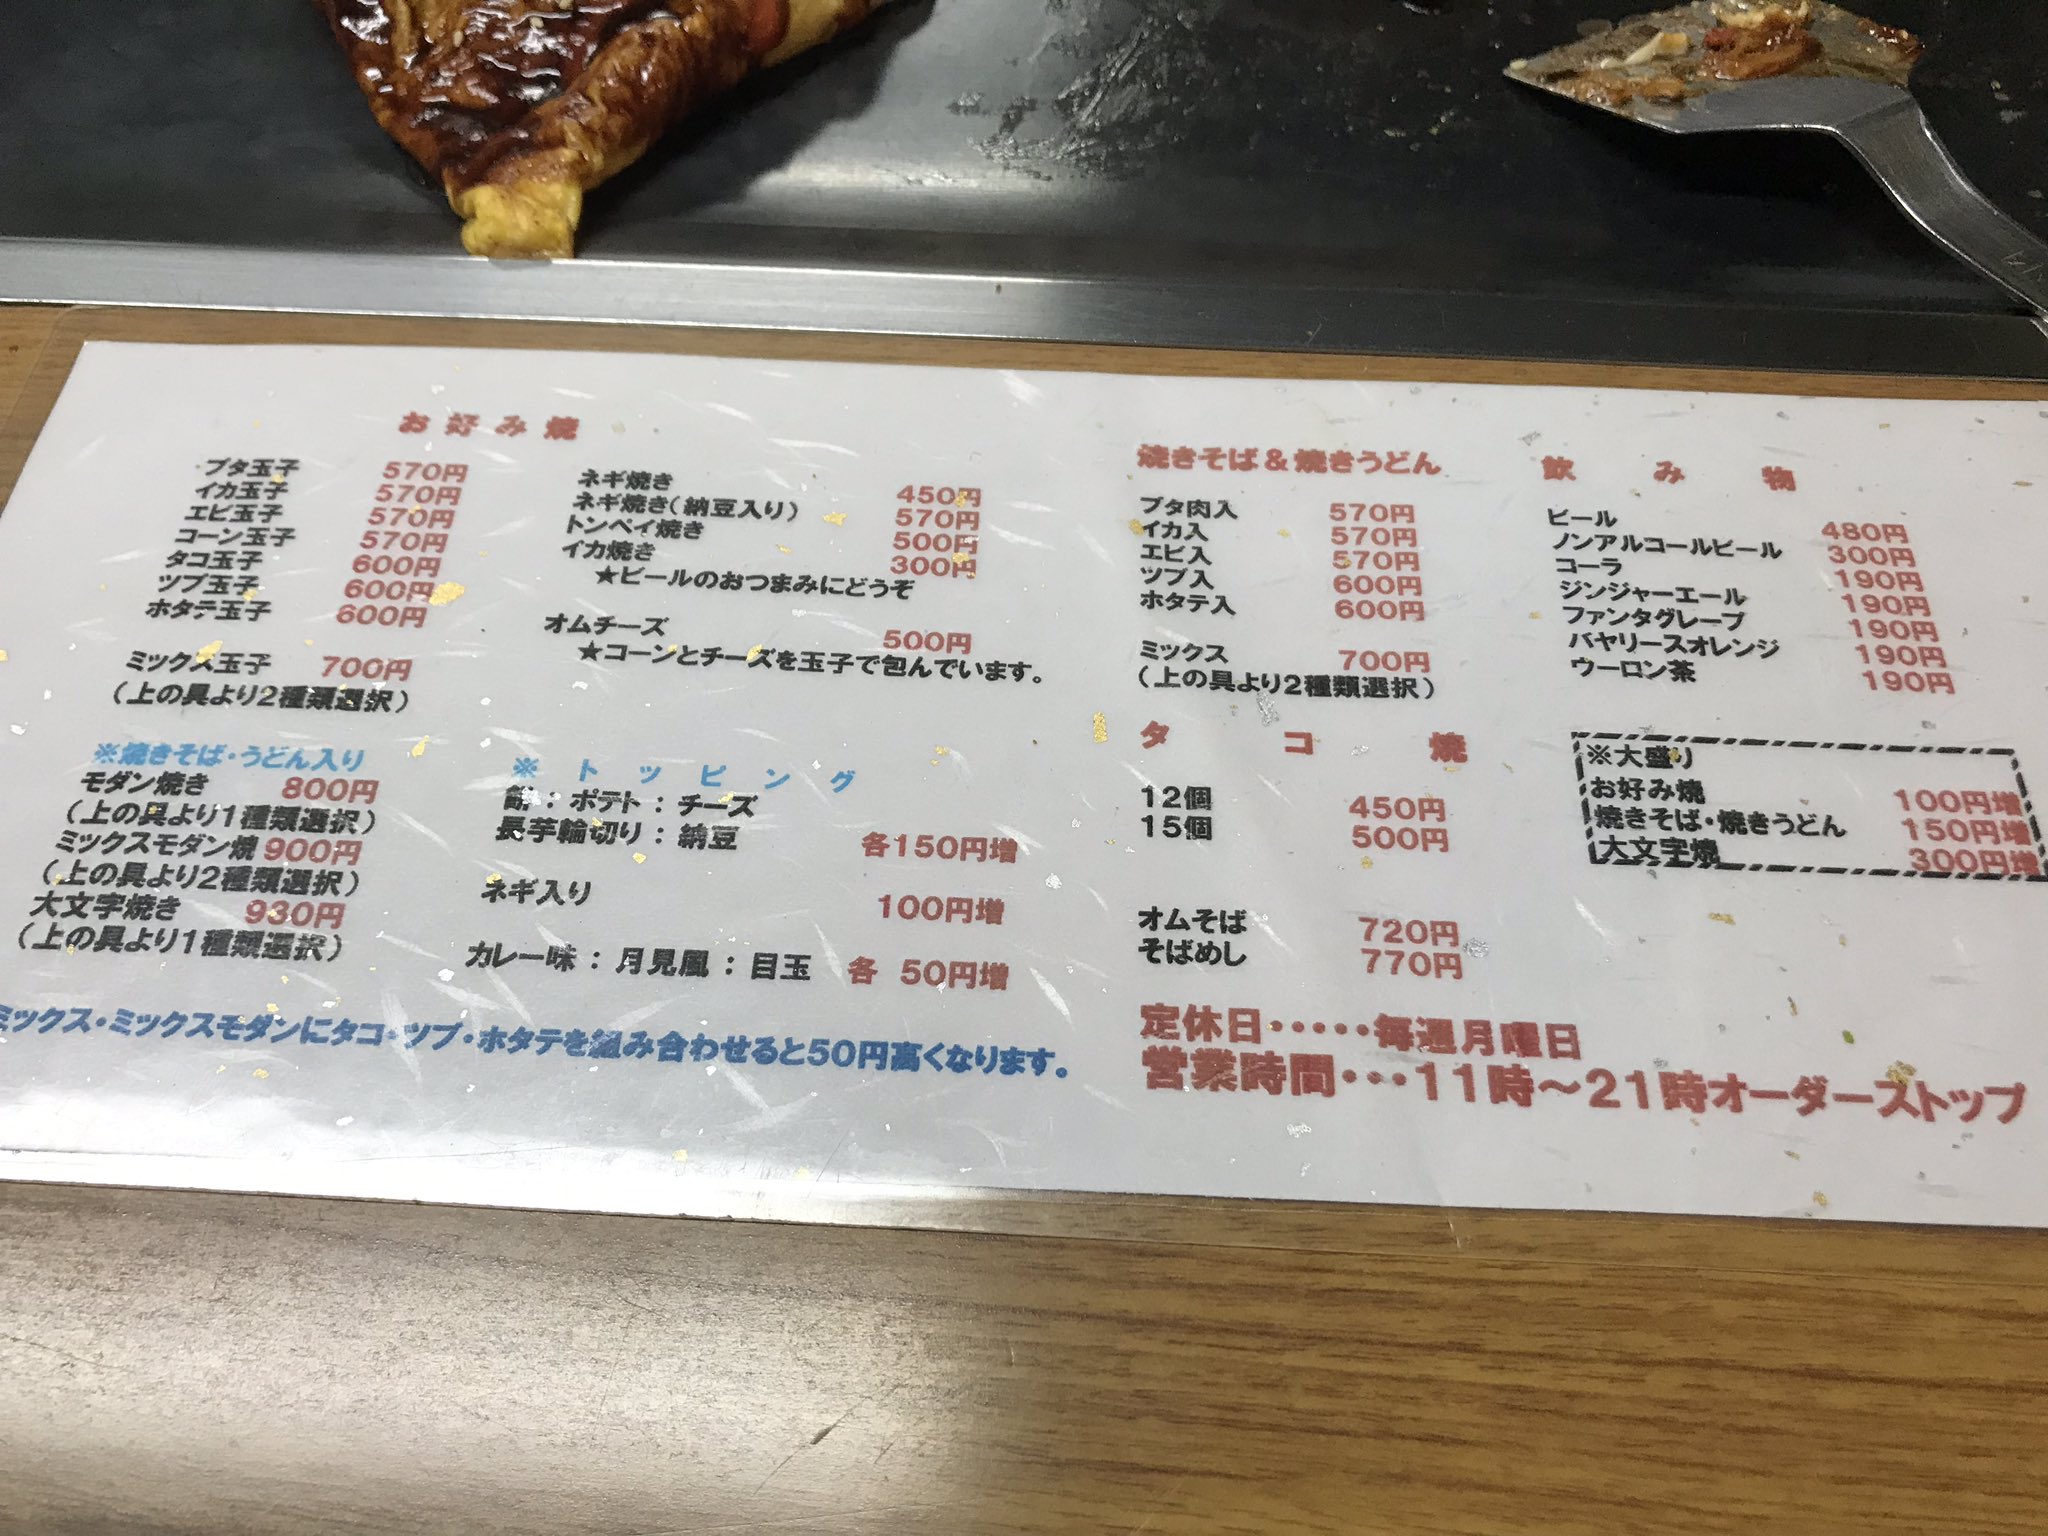 お好み焼
ブタ玉子 570円
イカ玉子 570円
エビ玉子 570円
コーン玉子 570円
タコ玉子 600円
ツブ玉子 600円
ホタテ玉子 600円
ミックス玉子 700円
(上の具より2種類選択)
※焼きそば・うどん入り
モダン焼き 800円
(上の具より1種類選択)
ミックスモダン焼 900円
(上の具より2種類選択)
大文字焼き 930円
(上の具より1種類選択)
ネギ焼き 450円
ネギ焼き(納豆入り) 570円
トンペイ焼き 500円
イカ焼き 300円
★ビールのおつまみにどうぞ
オムチーズ 500円
★コーンとチーズを玉子で包んでいます。
※トッピング
餅:ポテト:チーズ
長芋輪切り:納豆 各150円増
ネギ入り 100円増
カレー味:月見風:目玉 各 50円増
ミックス・ミックスモダンにタコ・ツブ・ホタテを組み合わせると50円高くなります。
焼きそば&焼きうどん
ブタ肉入 570円
イカ入 570円
エビ入 570円
ツブ入 600円
ホタテ入 600円
ミックス 700円
(上の具より2種類選択)
タコ焼
12個 450円
15個 500円
オムそば 720円
そばめし 770円
飲み物
ビール 480円
ノンアルコールビール 300円
コーラ 190円
ジンジャーエール 190円
ファンタグレープ 190円
バヤリースオレンジ 190円
ウーロン茶 190円
※大盛り
お好み焼 100円増
焼きそば・焼きうどん 150円増
大文字焼 300円増
定休日・・・・・毎週月曜日
営業時間・・・11時～21時オーダーストップ